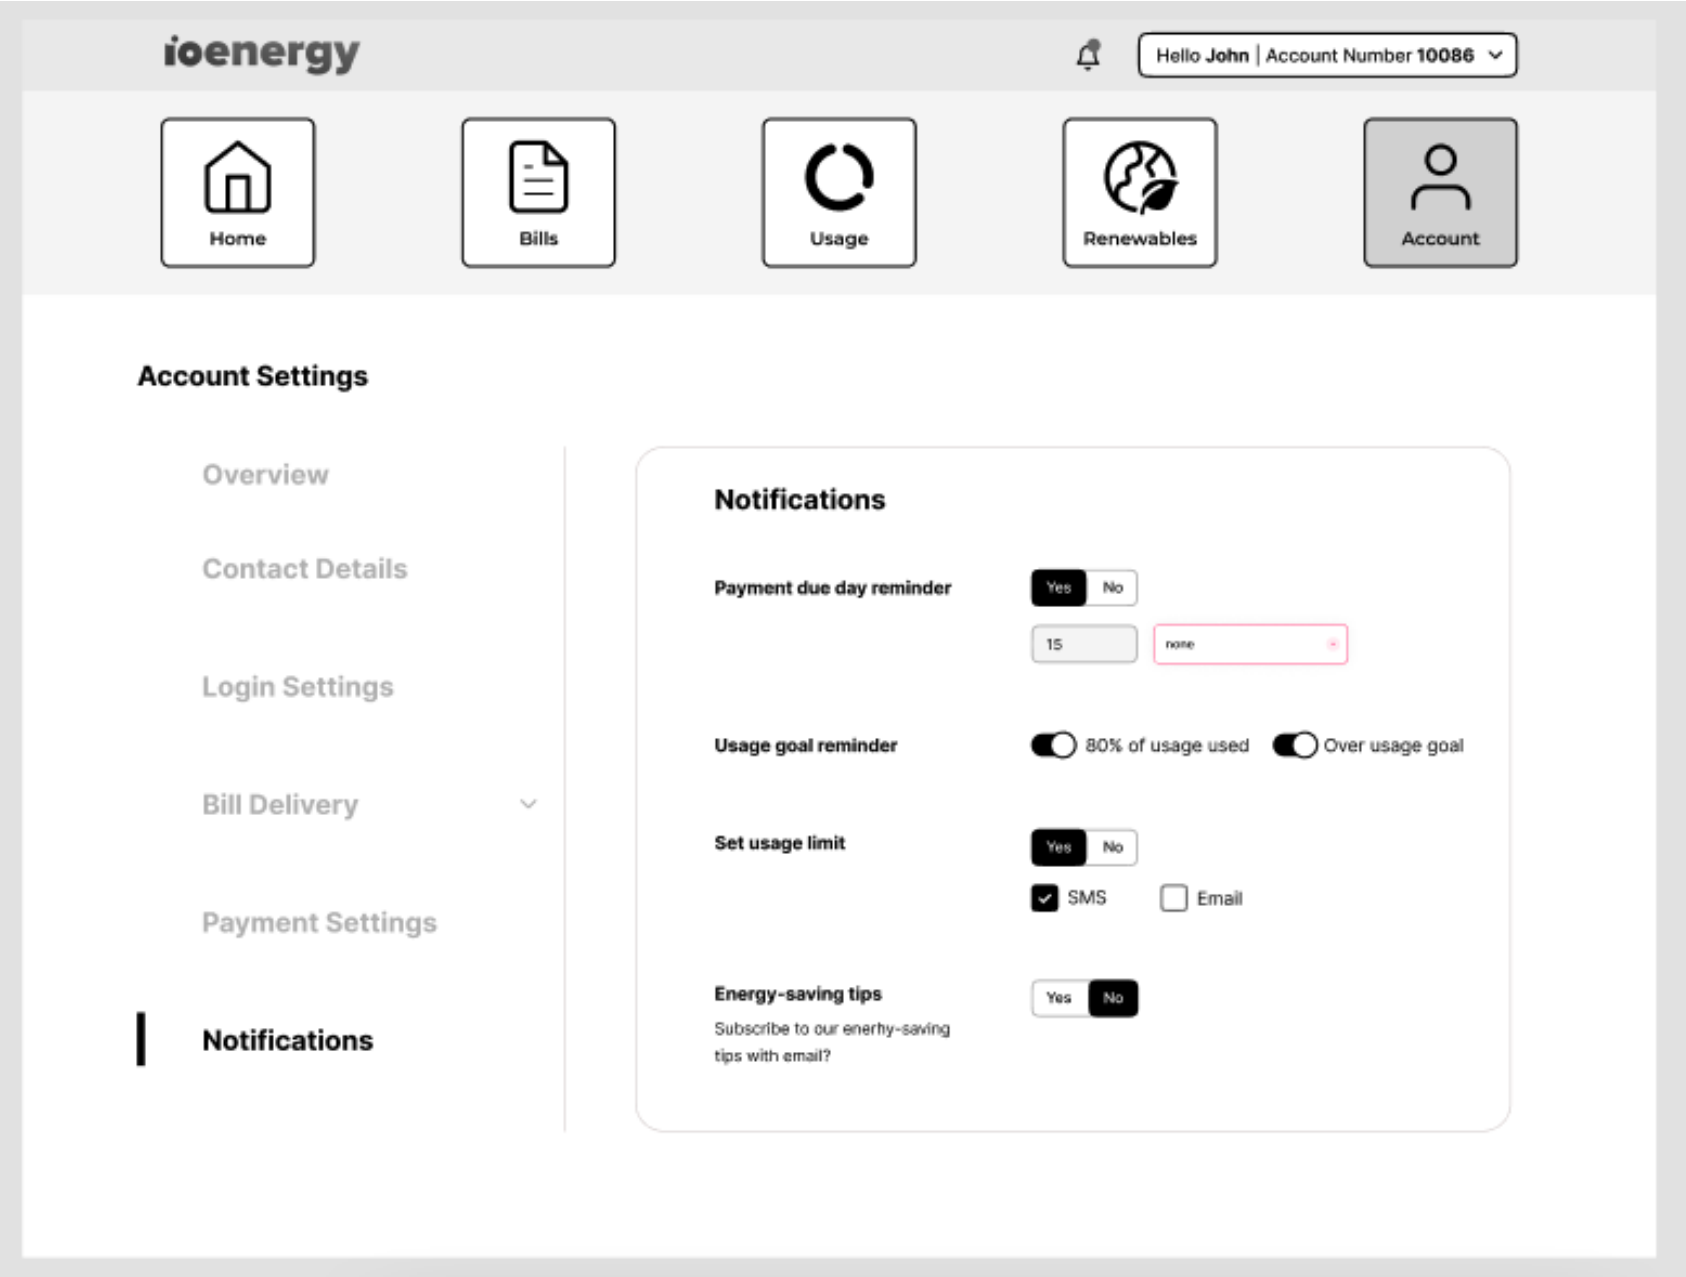 ioenergy
Hello John | Account Number 10086
Home
Bills
Usage
Renewables
Account
Account Settings
Overview
Contact Details
Login Settings
Bill Delivery
Payment Settings
Notifications
Notifications
Payment due day reminder
Yes No
15 none
Usage goal reminder
80% of usage used Over usage goal
Set usage limit
Yes No
SMS Email
Energy-saving tips
Yes No
Subscribe to our enerhy-saving
tips with email?